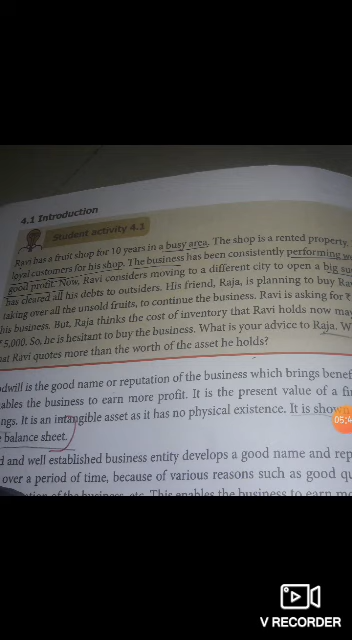 4.1 Introduction
Student activity 4.1
Ravi has a fruit shop for 10 years in a busy area. The shop is a rented property.
loyal customers for his shop. The business has been consistently performing
good profit. Now, Ravi considers moving to a different city to open a big
has cleared all his debts to outsiders. His friend, Raja, is planning to buy
taking over all the unsold fruits, to continue the business. Ravi is asking for ₹
his business. But, Raja thinks the cost of inventory that Ravi holds now may
5,000. So, he is hesitant to buy the business. What is your advice to Raja.
at Ravi quotes more than the worth of the asset he holds?
dwill is the good name or reputation of the business which brings benef
ables the business to earn more profit. It is the present value of a fi
ngs. It is an intangible asset as it has no physical existence. It is shown
balance sheet.
d and well established business entity develops a good name and rep
over a period of time, because of various reasons such as good qu
of the business, etc. This enables the business to earn
05:4
V RECORDER